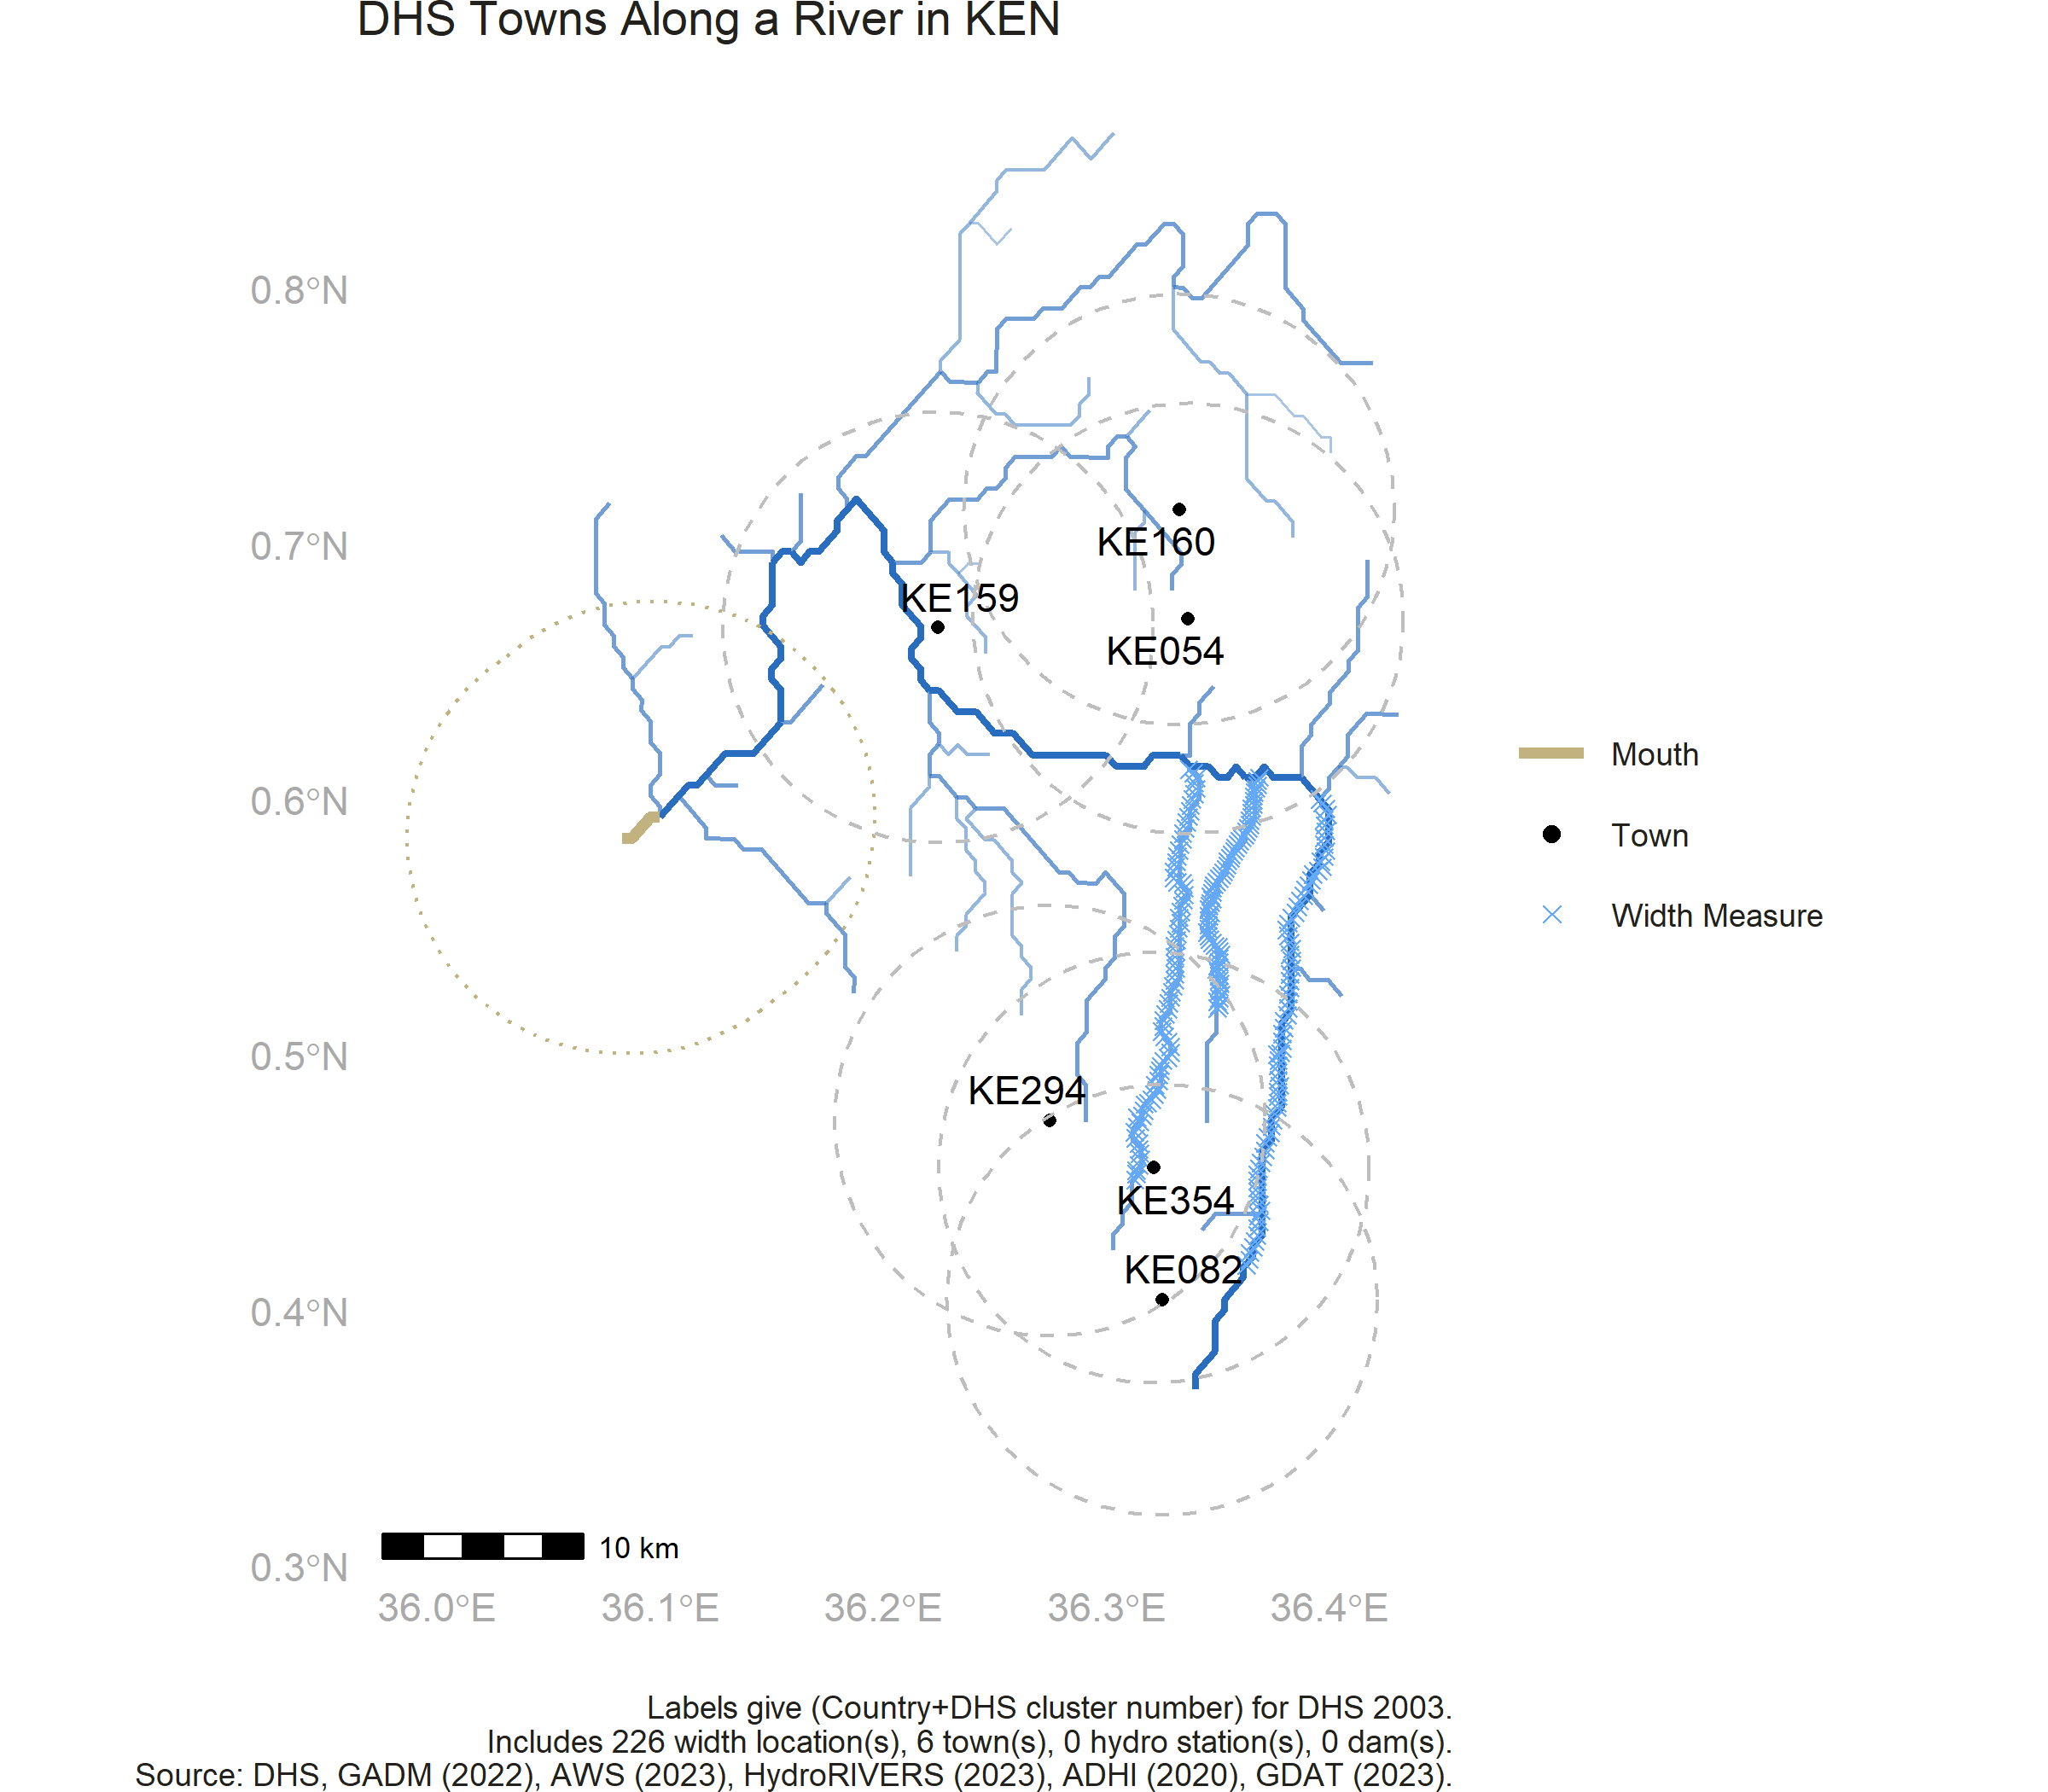 DHS Towns Along a River in KEN
0.8°N
0.7°N
0.6°N
0.5°N
0.4°N
0.3°N
KE160
KE159
KE054
KE294
KE354
KE082
Mouth
Town
Width Measure
10 km
36.0°E 36.1°E 36.2°E 36.3°E 36.4°E
Labels give (Country+DHS cluster number) for DHS 2003.
Includes 226 width location(s), 6 town(s), 0 hydro station(s), 0 dam(s).
Source: DHS, GADM (2022), AWS (2023), HydroRIVERS (2023), ADHI (2020), GDAT (2023).